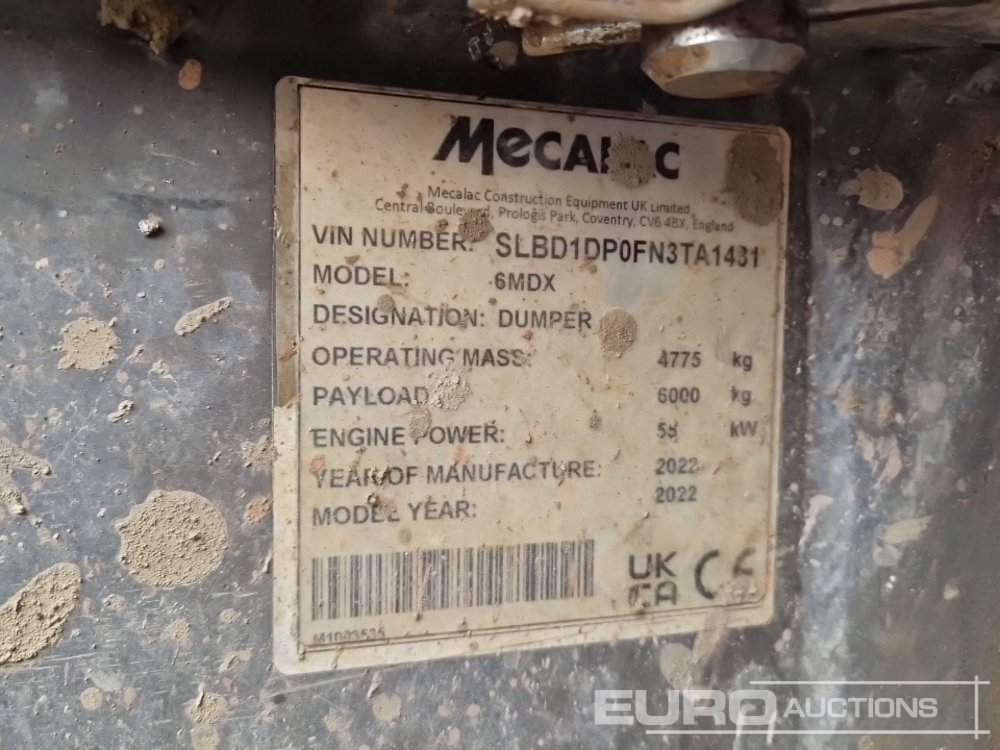 MECALAC
Mecalac Construction Equipment UK Limited
Central Boulevard, Prologis Park, Coventry, CV6 4BX, England
VIN NUMBER: SLBD1DP0FN3TA1431
MODEL: 6MDX
DESIGNATION: DUMPER
OPERATING MASS: 4775 kg
PAYLOAD 6000 kg
ENGINE POWER: 55 kW
YEAR OF MANUFACTURE: 2022
MODEL YEAR: 2022
UK
CA CE
EURO AUCTIONS